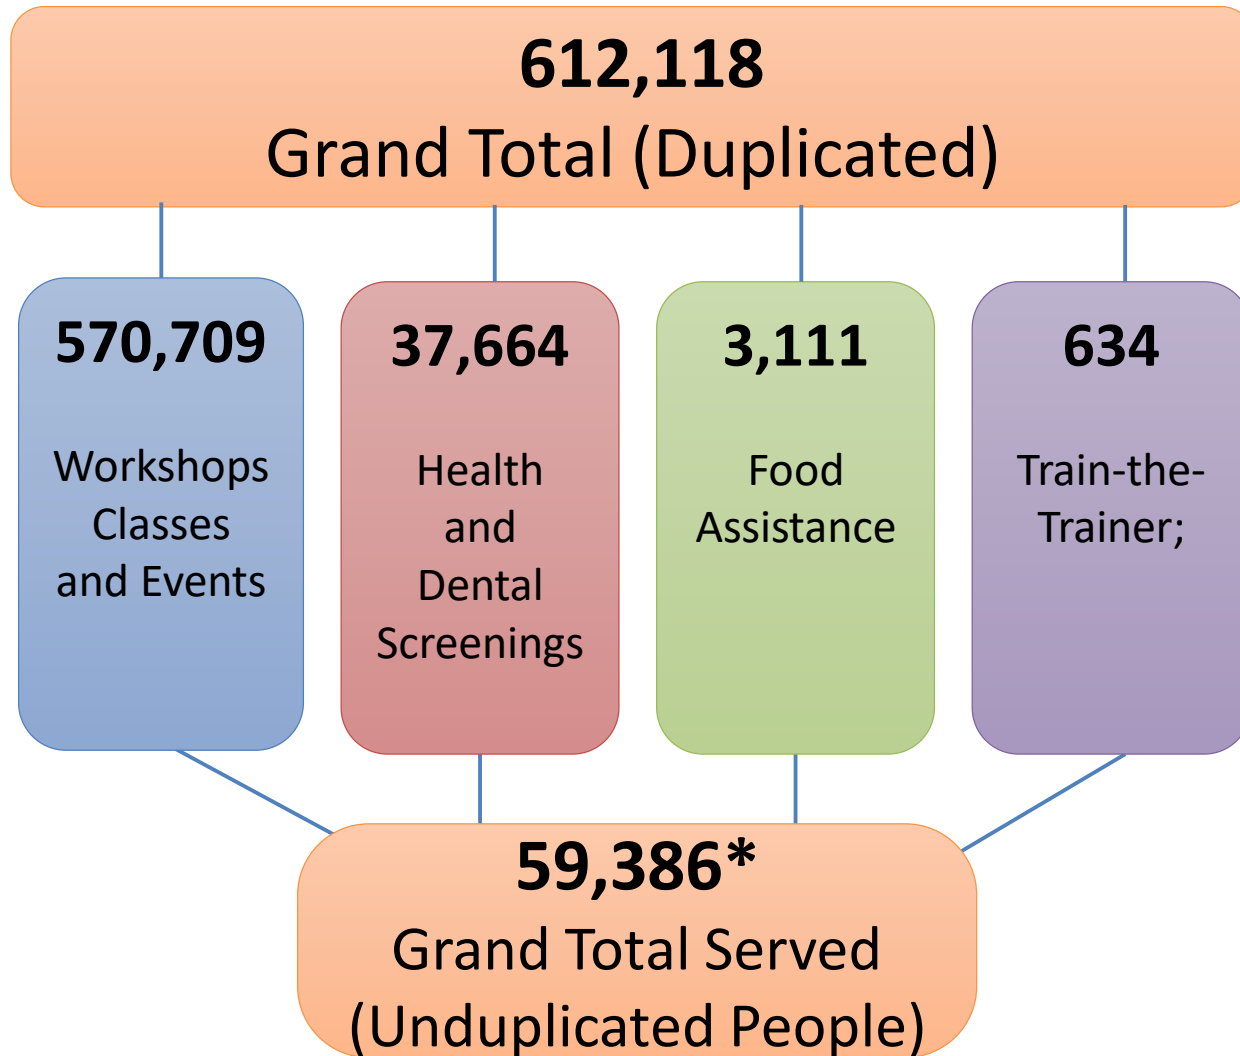 612,118
Grand Total (Duplicated)
570,709
Workshops
Classes
and Events
37,664
Health
and
Dental
Screenings
3,111
Food
Assistance
634
Train-the-
Trainer;
59,386*
Grand Total Served
(Unduplicated People)